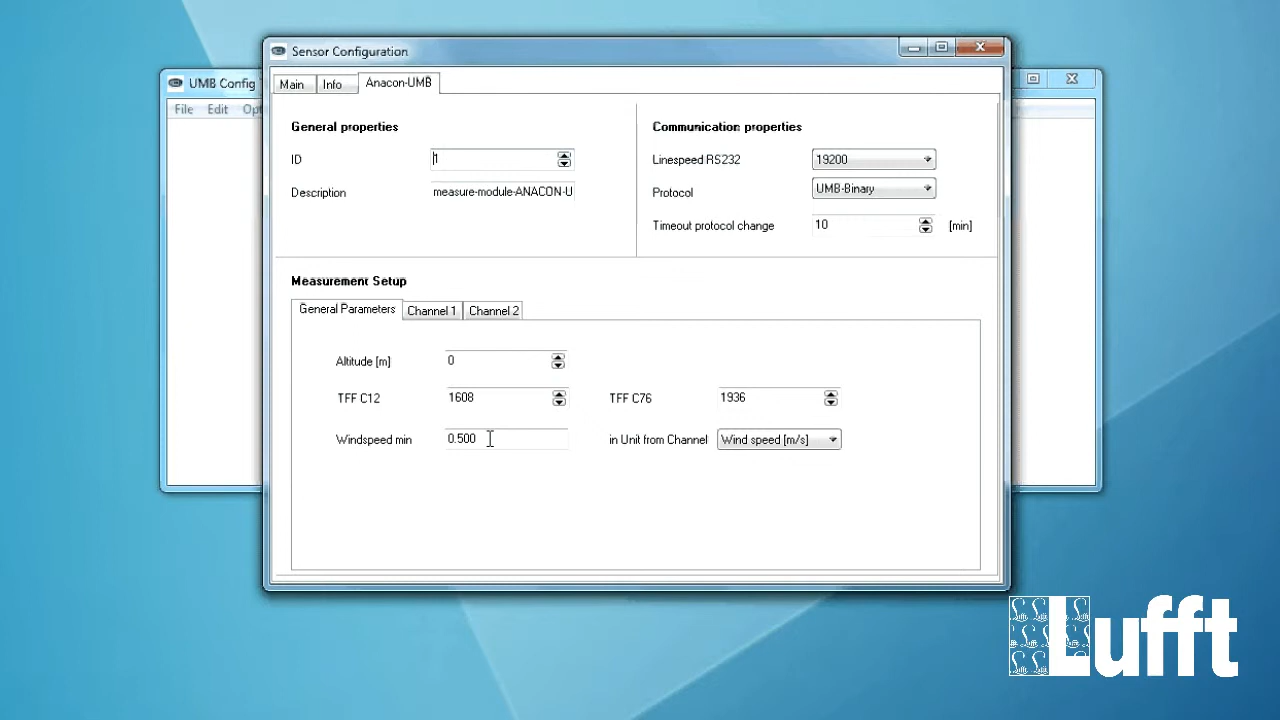 Sensor Configuration
UMB Config
File Edit
Main Info Anacon-UMB
General properties
ID 1
Description measure-module-ANACON-U
Communication properties
Linespeed RS232 19200
Protocol UMB-Binary
Timeout protocol change 10 [min]
Measurement Setup
General Parameters Channel 1 Channel 2
Altitude [m] 0
TFF C12 1608 TFF C76 1936
Windspeed min 0.500 in Unit from Channel Wind speed [m/s]
Lufft